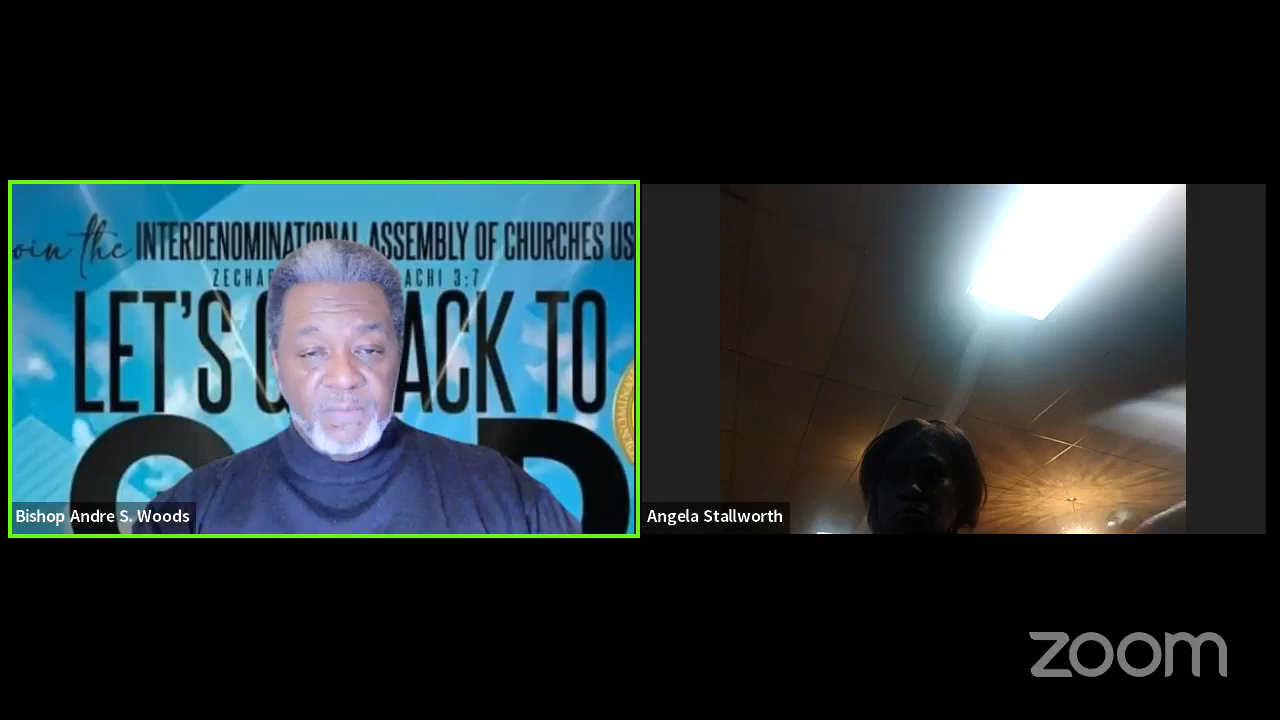 oin the INTERDENOMINATIONAL ASSEMBLY OF CHURCHES US
ACHI 3:7
LET'S ACK TO
Bishop Andre S. Woods
Angela Stallworth
zoom